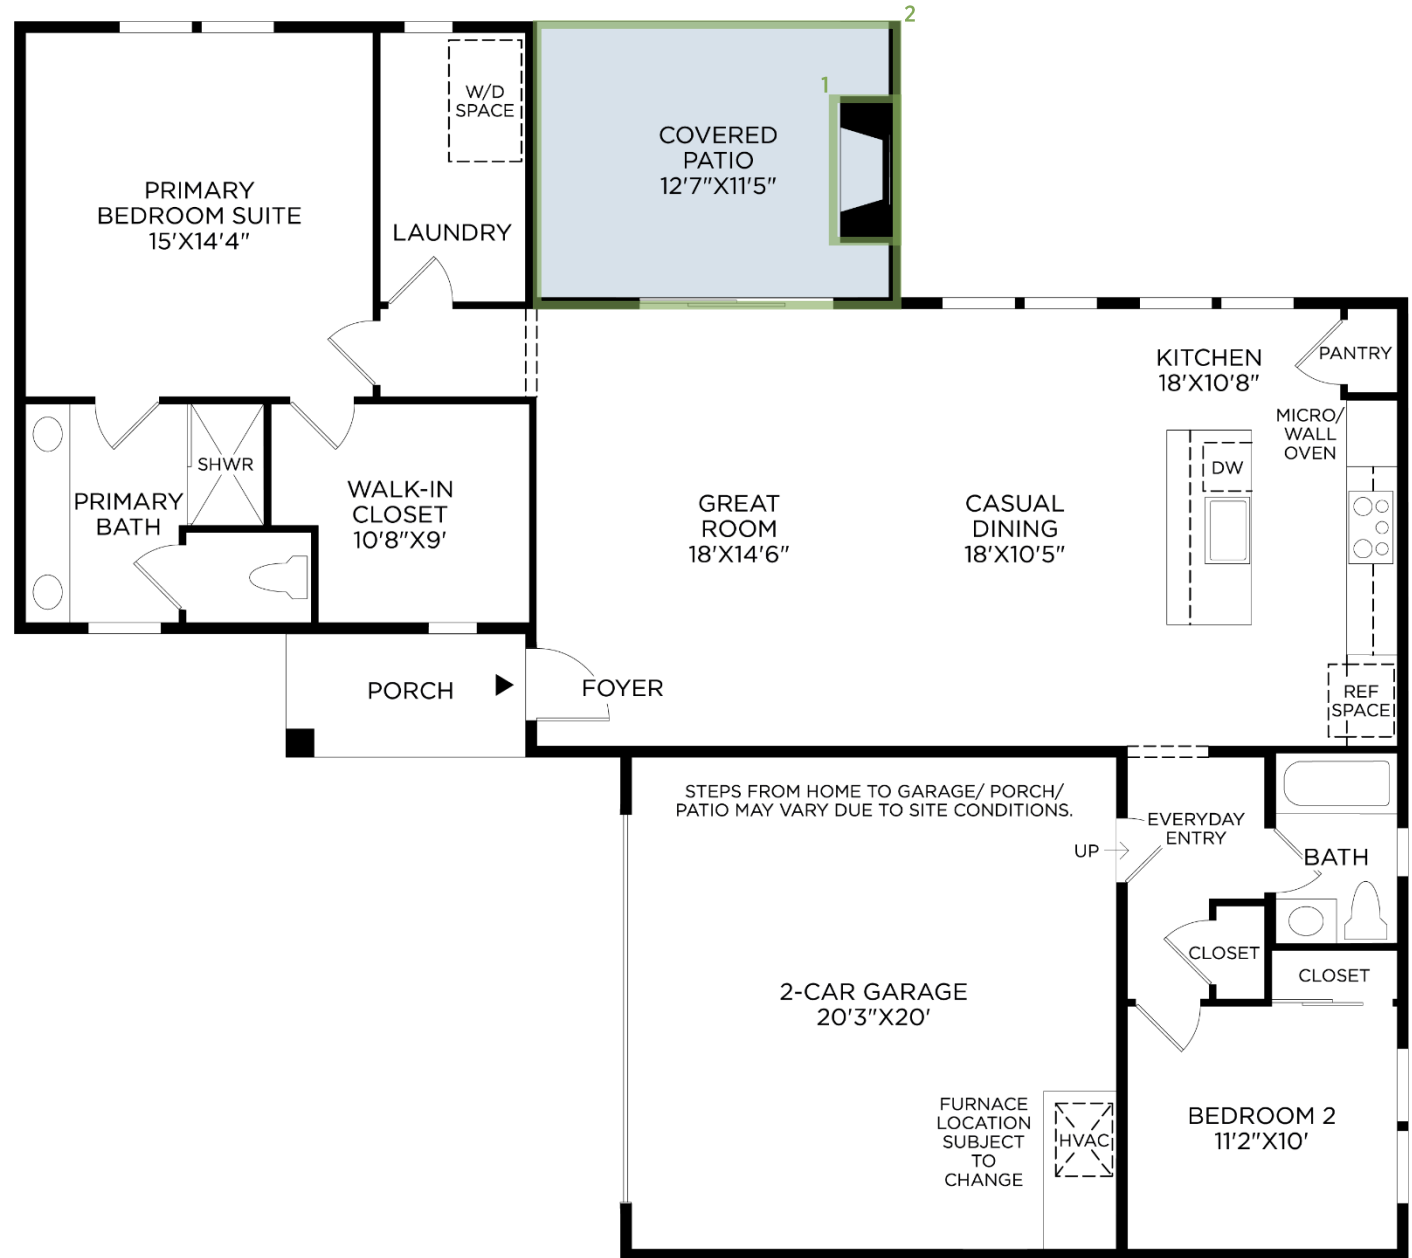 2
1
W/D
SPACE
COVERED
PATIO
12'7"X11'5"
PRIMARY
BEDROOM SUITE
15'X14'4"
LAUNDRY
KITCHEN
18'X10'8"
PANTRY
MICRO/
WALL
OVEN
SHWR
DW
PRIMARY
BATH
WALK-IN
CLOSET
10'8"X9'
GREAT
ROOM
18'X14'6"
CASUAL
DINING
18'X10'5"
PORCH
FOYER
REF
SPACE
STEPS FROM HOME TO GARAGE/ PORCH/
PATIO MAY VARY DUE TO SITE CONDITIONS.
EVERYDAY
ENTRY
UP
BATH
CLOSET
CLOSET
2-CAR GARAGE
20'3"X20'
FURNACE
LOCATION
SUBJECT
TO
CHANGE
HVAC
BEDROOM 2
11'2"X10'